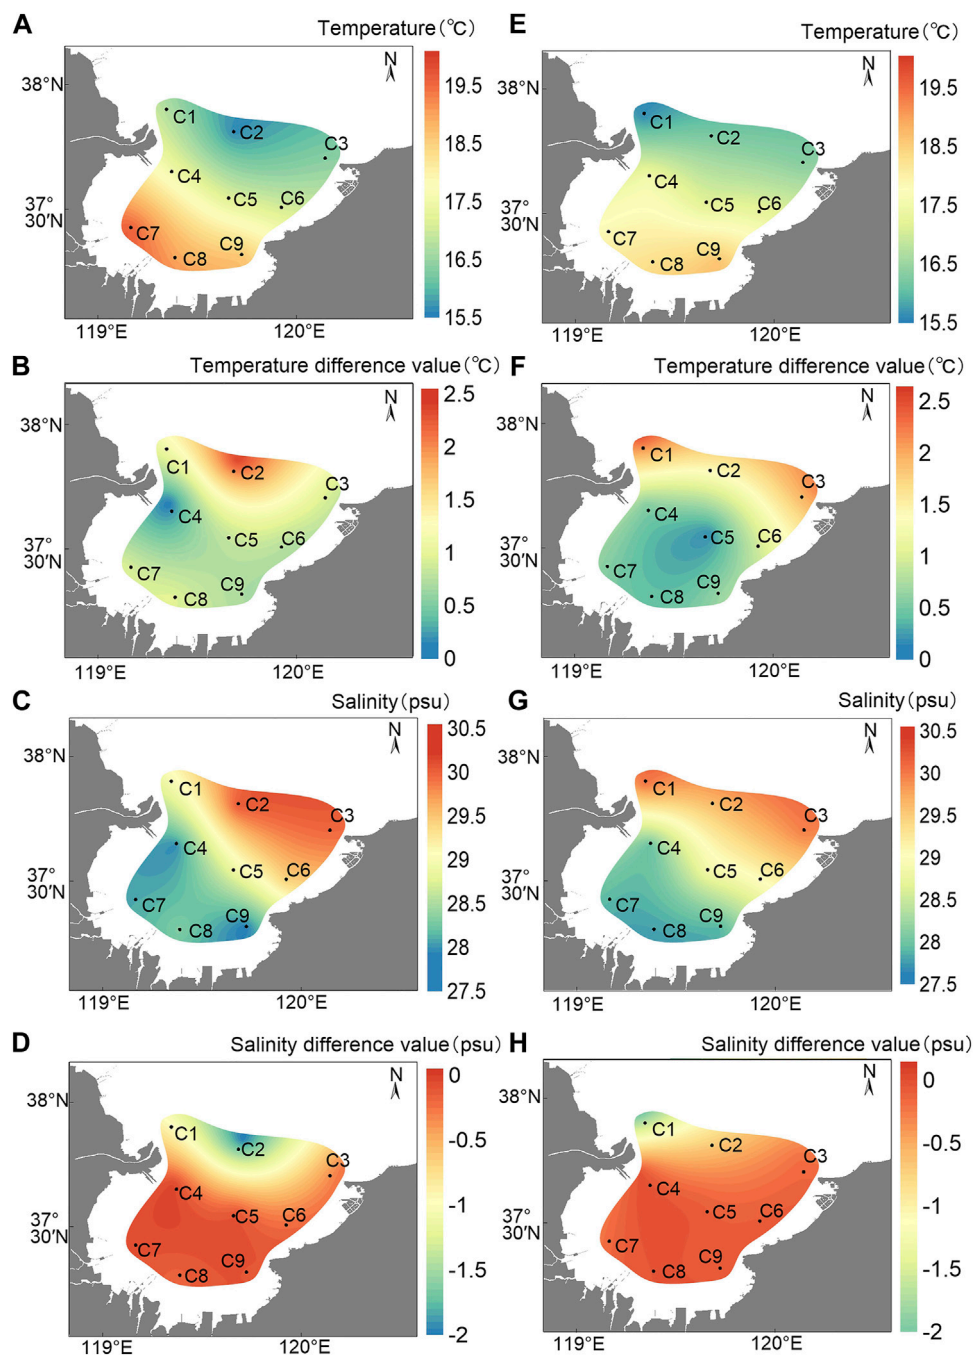 A
Temperature(℃)
N
38°N
37°
30′N
119°E
120°E
C1
C2
C3
C4
C5
C6
C7
C8
C9
19.5
18.5
17.5
16.5
15.5
E
Temperature(℃)
N
38°N
37°
30′N
119°E
120°E
C1
C2
C3
C4
C5
C6
C7
C8
C9
19.5
18.5
17.5
16.5
15.5
B
Temperature difference value(℃)
N
38°N
37°
30′N
119°E
120°E
C1
C2
C3
C4
C5
C6
C7
C8
C9
2.5
2
1.5
1
0.5
0
F
Temperature difference value(℃)
N
38°N
37°
30′N
119°E
120°E
C1
C2
C3
C4
C5
C6
C7
C8
C9
2.5
2
1.5
1
0.5
0
C
Salinity(psu)
N
38°N
37°
30′N
119°E
120°E
C1
C2
C3
C4
C5
C6
C7
C8
C9
30.5
30
29.5
29
28.5
28
27.5
G
Salinity(psu)
N
38°N
37°
30′N
119°E
120°E
C1
C2
C3
C4
C5
C6
C7
C8
C9
30.5
30
29.5
29
28.5
28
27.5
D
Salinity difference value(psu)
N
38°N
37°
30′N
119°E
120°E
C1
C2
C3
C4
C5
C6
C7
C8
C9
0
-0.5
-1
-1.5
-2
H
Salinity difference value(psu)
N
38°N
37°
30′N
119°E
120°E
C1
C2
C3
C4
C5
C6
C7
C8
C9
0
-0.5
-1
-1.5
-2